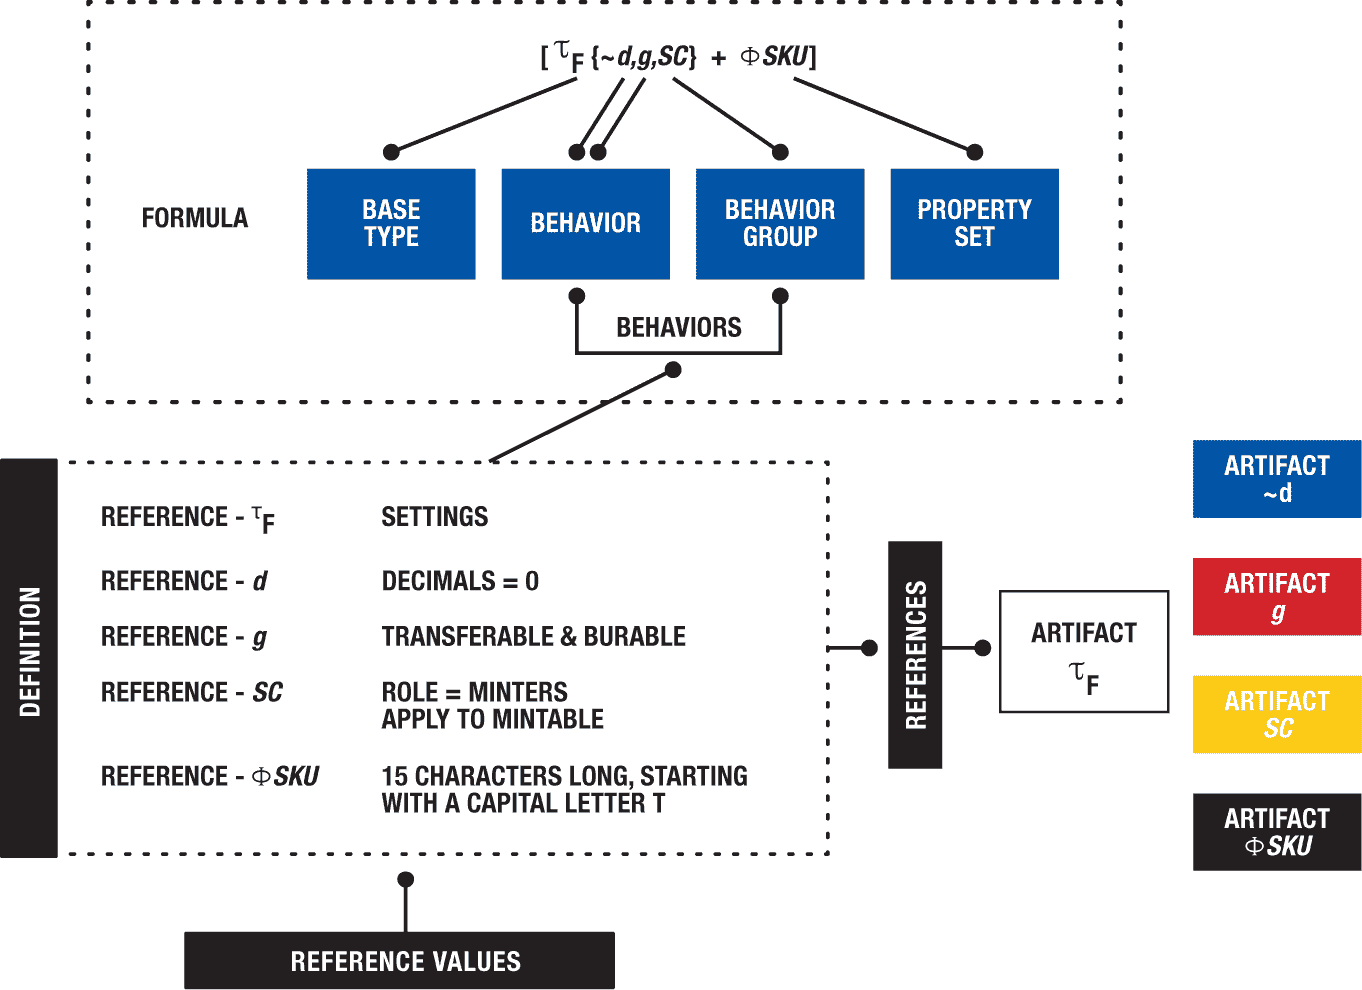 [ τF {~d,g,SC} + ΦSKU ]
FORMULA
BASE
TYPE
BEHAVIOR
BEHAVIOR
GROUP
PROPERTY
SET
BEHAVIORS
DEFINITION
REFERENCE - τF SETTINGS
REFERENCE - d DECIMALS = 0
REFERENCE - g TRANSFERABLE & BURABLE
REFERENCE - SC ROLE = MINTERS
APPLY TO MINTABLE
REFERENCE - ΦSKU 15 CHARACTERS LONG, STARTING
WITH A CAPITAL LETTER T
REFERENCE VALUES
REFERENCES
ARTIFACT
τF
ARTIFACT
~d
ARTIFACT
g
ARTIFACT
SC
ARTIFACT
ΦSKU